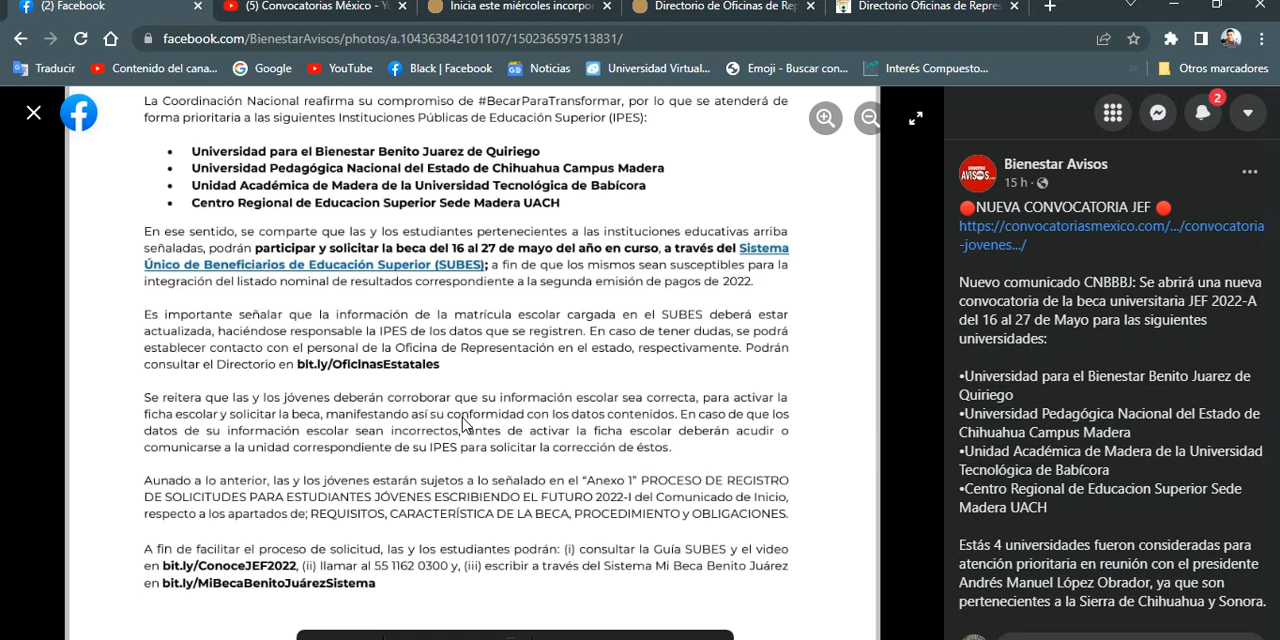 (2) Facebook
(5) Convocatorias México - Yo
Inicia este miércoles incorpor
Directorio de Oficinas de Rep
Directorio Oficinas de Repres
facebook.com/BienestarAvisos/photos/a.104363842101107/150236597513831/
Traducir
Contenido del cana...
Google
YouTube
Black | Facebook
Noticias
Universidad Virtual...
Emoji - Buscar con...
Interés Compuesto...
Otros marcadores
La Coordinación Nacional reafirma su compromiso de #BecarParaTransformar, por lo que se atenderá de
forma prioritaria a las siguientes Instituciones Públicas de Educación Superior (IPES):
• Universidad para el Bienestar Benito Juarez de Quiriego
• Universidad Pedagógica Nacional del Estado de Chihuahua Campus Madera
• Unidad Académica de Madera de la Universidad Tecnológica de Babícora
• Centro Regional de Educacion Superior Sede Madera UACH
En ese sentido, se comparte que las y los estudiantes pertenecientes a las instituciones educativas arriba
señaladas, podrán participar y solicitar la beca del 16 al 27 de mayo del año en curso, a través del Sistema
Único de Beneficiarios de Educación Superior (SUBES); a fin de que los mismos sean susceptibles para la
integración del listado nominal de resultados correspondiente a la segunda emisión de pagos de 2022.
Es importante señalar que la información de la matrícula escolar cargada en el SUBES deberá estar
actualizada, haciéndose responsable la IPES de los datos que se registren. En caso de tener dudas, se podrá
establecer contacto con el personal de la Oficina de Representación en el estado, respectivamente. Podrán
consultar el Directorio en bit.ly/OficinasEstatales
Se reitera que las y los jóvenes deberán corroborar que su información escolar sea correcta, para activar la
ficha escolar y solicitar la beca, manifestando así su conformidad con los datos contenidos. En caso de que los
datos de su información escolar sean incorrectos, antes de activar la ficha escolar deberán acudir o
comunicarse a la unidad correspondiente de su IPES para solicitar la corrección de éstos.
Aunado a lo anterior, las y los jóvenes estarán sujetos a lo señalado en el “Anexo 1” PROCESO DE REGISTRO
DE SOLICITUDES PARA ESTUDIANTES JÓVENES ESCRIBIENDO EL FUTURO 2022-I del Comunicado de Inicio,
respecto a los apartados de; REQUISITOS, CARACTERÍSTICA DE LA BECA, PROCEDIMIENTO y OBLIGACIONES.
A fin de facilitar el proceso de solicitud, las y los estudiantes podrán: (i) consultar la Guía SUBES y el video
en bit.ly/ConoceJEF2022, (ii) llamar al 55 1162 0300 y, (iii) escribir a través del Sistema Mi Beca Benito Juárez
en bit.ly/MiBecaBenitoJuárezSistema
2
BIENESTAR
AVISOS
Bienestar Avisos
15 h ·
🔴NUEVA CONVOCATORIA JEF 🔴
https://convocatoriasmexico.com/.../convocatoria
-jovenes.../
Nuevo comunicado CNBBBJ: Se abrirá una nueva
convocatoria de la beca universitaria JEF 2022-A
del 16 al 27 de Mayo para las siguientes
universidades:
•Universidad para el Bienestar Benito Juarez de
Quiriego
•Universidad Pedagógica Nacional del Estado de
Chihuahua Campus Madera
•Unidad Académica de Madera de la Universidad
Tecnológica de Babícora
•Centro Regional de Educacion Superior Sede
Madera UACH
Estás 4 universidades fueron consideradas para
atención prioritaria en reunión con el presidente
Andrés Manuel López Obrador, ya que son
pertenecientes a la Sierra de Chihuahua y Sonora.